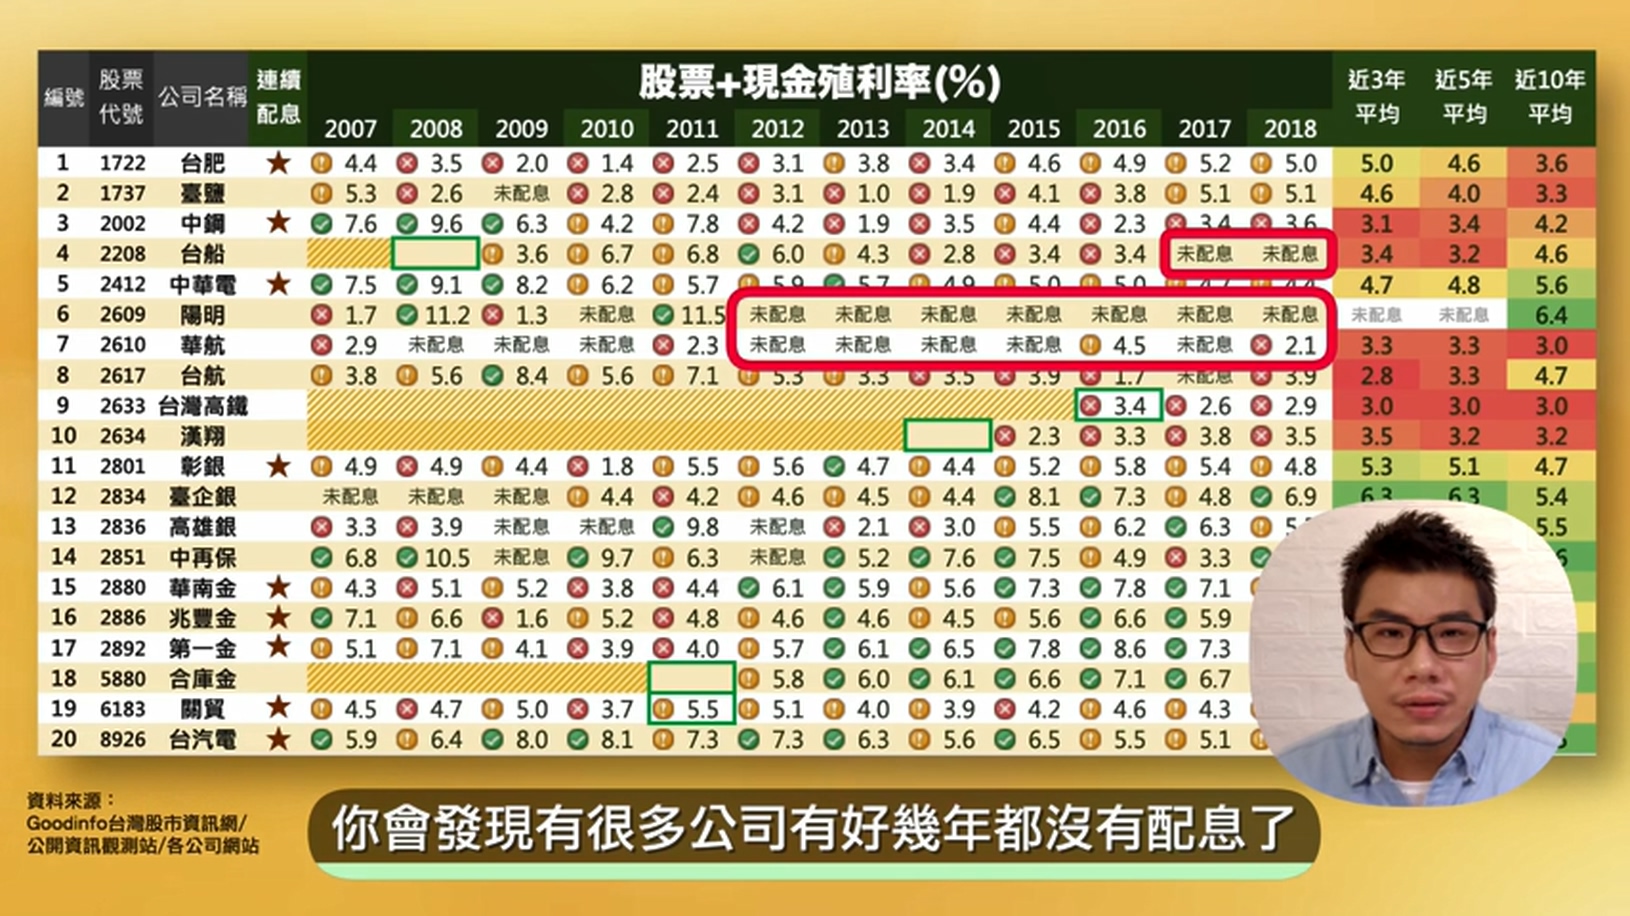 編號 股票代號 公司名稱 連續配息 股票+現金殖利率(%) 近3年平均 近5年平均 近10年平均
2007 2008 2009 2010 2011 2012 2013 2014 2015 2016 2017 2018
1 1722 台肥 ★ 4.4 3.5 2.0 1.4 2.5 3.1 3.8 3.4 4.6 4.9 5.2 5.0 5.0 4.6 3.6
2 1737 臺鹽 5.3 2.6 未配息 2.8 2.4 3.1 1.0 1.9 4.1 3.8 5.1 5.1 4.6 4.0 3.3
3 2002 中鋼 ★ 7.6 9.6 6.3 4.2 7.8 4.2 1.9 3.5 4.4 2.3 3.4 3.6 3.1 3.4 4.2
4 2208 台船 3.6 6.7 6.8 6.0 4.3 2.8 3.4 3.4 未配息 未配息 3.4 3.2 4.6
5 2412 中華電 ★ 7.5 9.1 8.2 6.2 5.7 5.9 5.7 4.9 5.0 5.0 4.7 4.4 4.7 4.8 5.6
6 2609 陽明 1.7 11.2 1.3 未配息 11.5 未配息 未配息 未配息 未配息 未配息 未配息 未配息 未配息 未配息 6.4
7 2610 華航 2.9 未配息 未配息 未配息 2.3 未配息 未配息 未配息 未配息 4.5 未配息 2.1 3.3 3.3 3.0
8 2617 台航 3.8 5.6 8.4 5.6 7.1 5.3 3.3 3.5 3.9 1.7 未配息 3.9 2.8 3.3 4.7
9 2633 台灣高鐵 3.4 2.6 2.9 3.0 3.0 3.0
10 2634 漢翔 2.3 3.3 3.8 3.5 3.5 3.2 3.2
11 2801 彰銀 ★ 4.9 4.9 4.4 1.8 5.5 5.6 4.7 4.4 5.2 5.8 5.4 4.8 5.3 5.1 4.7
12 2834 臺企銀 未配息 未配息 未配息 4.4 4.2 4.6 4.5 4.4 8.1 7.3 4.8 6.9 6.3 6.3 5.4
13 2836 高雄銀 3.3 3.9 未配息 未配息 9.8 未配息 2.1 3.0 5.5 6.2 6.3 5.5
14 2851 中再保 6.8 10.5 未配息 9.7 6.3 未配息 5.2 7.6 7.5 4.9 3.3
15 2880 華南金 ★ 4.3 5.1 5.2 3.8 4.4 6.1 5.9 5.6 7.3 7.8 7.1
16 2886 兆豐金 ★ 7.1 6.6 1.6 5.2 4.8 4.6 4.6 4.5 5.6 6.6 5.9
17 2892 第一金 ★ 5.1 7.1 4.1 3.9 4.0 5.7 6.1 6.5 7.8 8.6 7.3
18 5880 合庫金 5.8 6.0 6.1 6.6 7.1 6.7
19 6183 關貿 ★ 4.5 4.7 5.0 3.7 5.5 5.1 4.0 3.9 4.2 4.6 4.3
20 8926 台汽電 ★ 5.9 6.4 8.0 8.1 7.3 7.3 6.3 5.6 6.5 5.5 5.1
資料來源：
Goodinfo台灣股市資訊網/
公開資訊觀測站/各公司網站
你會發現有很多公司有好幾年都沒有配息了